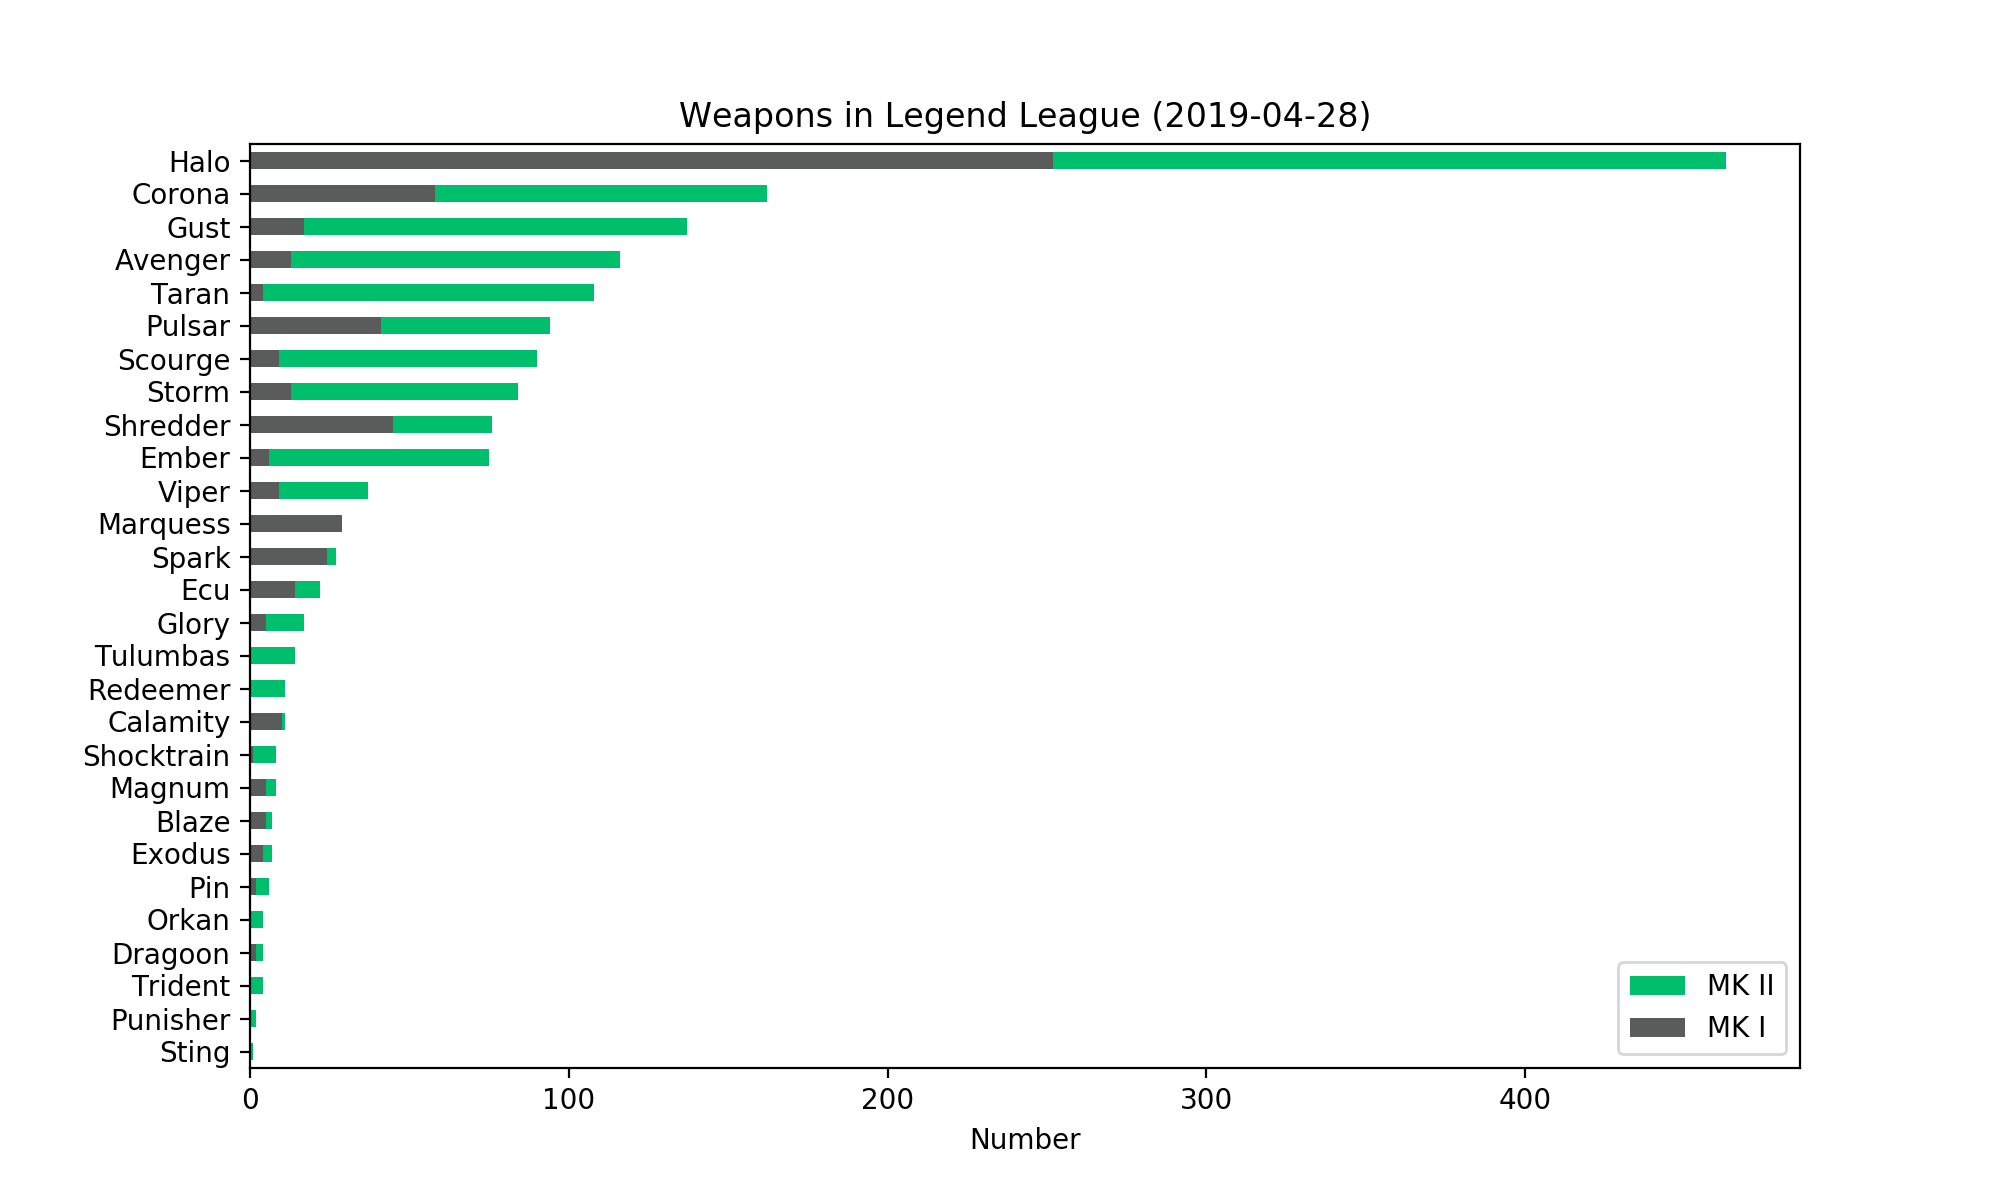 Weapons in Legend League (2019-04-28)
Halo
Corona
Gust
Avenger
Taran
Pulsar
Scourge
Storm
Shredder
Ember
Viper
Marquess
Spark
Ecu
Glory
Tulumbas
Redeemer
Calamity
Shocktrain
Magnum
Blaze
Exodus
Pin
Orkan
Dragoon
Trident
Punisher
Sting
MK II
MK I
0 100 200 300 400
Number